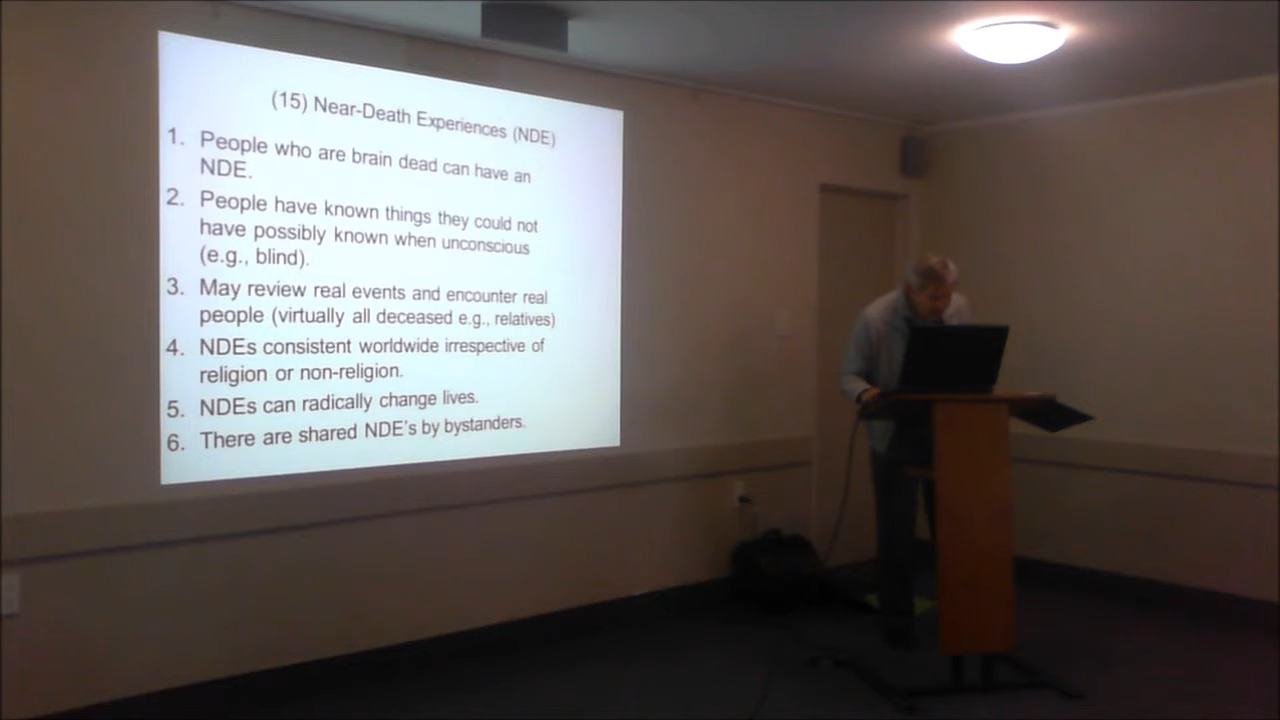 (15) Near-Death Experiences (NDE)
1. People who are brain dead can have an
NDE.
2. People have known things they could not
have possibly known when unconscious
(e.g., blind).
3. May review real events and encounter real
people (virtually all deceased e.g., relatives)
4. NDEs consistent worldwide irrespective of
religion or non-religion.
5. NDEs can radically change lives.
6. There are shared NDE's by bystanders.